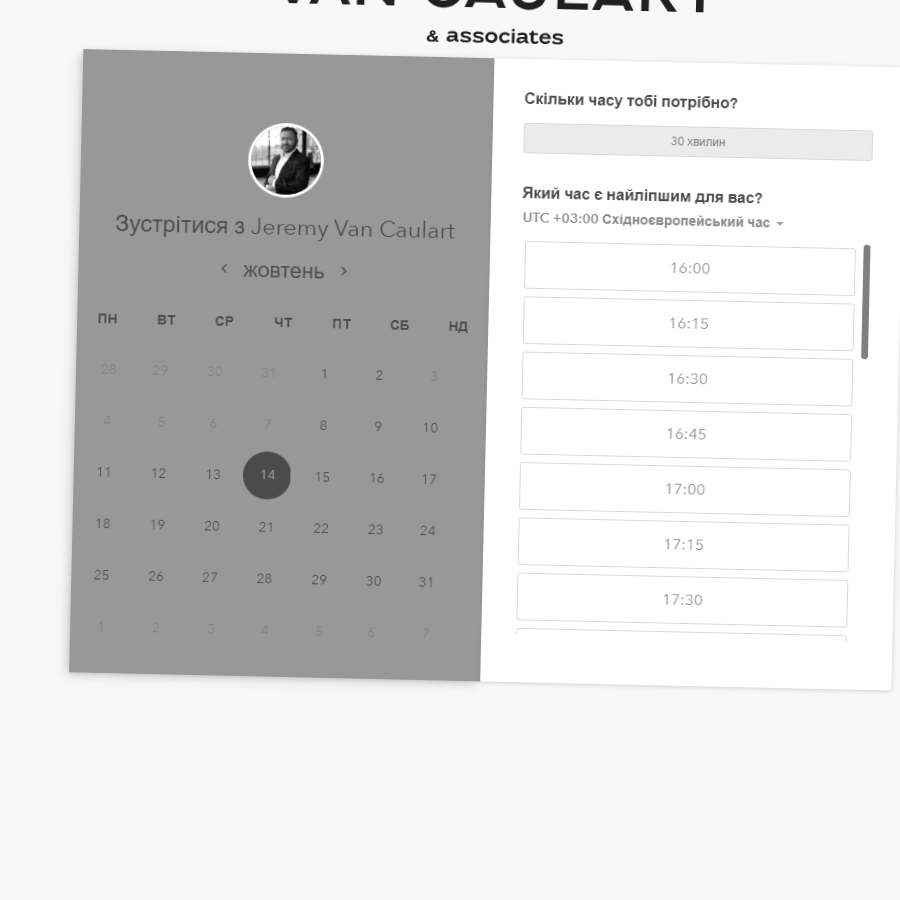 VAN CAULART
& associates
Зустрітися з Jeremy Van Caulart
жовтень
ПН ВТ СР ЧТ ПТ СБ НД
28 29 30 31 1 2 3
4 5 6 7 8 9 10
11 12 13 14 15 16 17
18 19 20 21 22 23 24
25 26 27 28 29 30 31
1 2 3 4 5 6 7
Скільки часу тобі потрібно?
30 хвилин
Який час є найліпшим для вас?
UTC +03:00 Східноєвропейський час
16:00
16:15
16:30
16:45
17:00
17:15
17:30